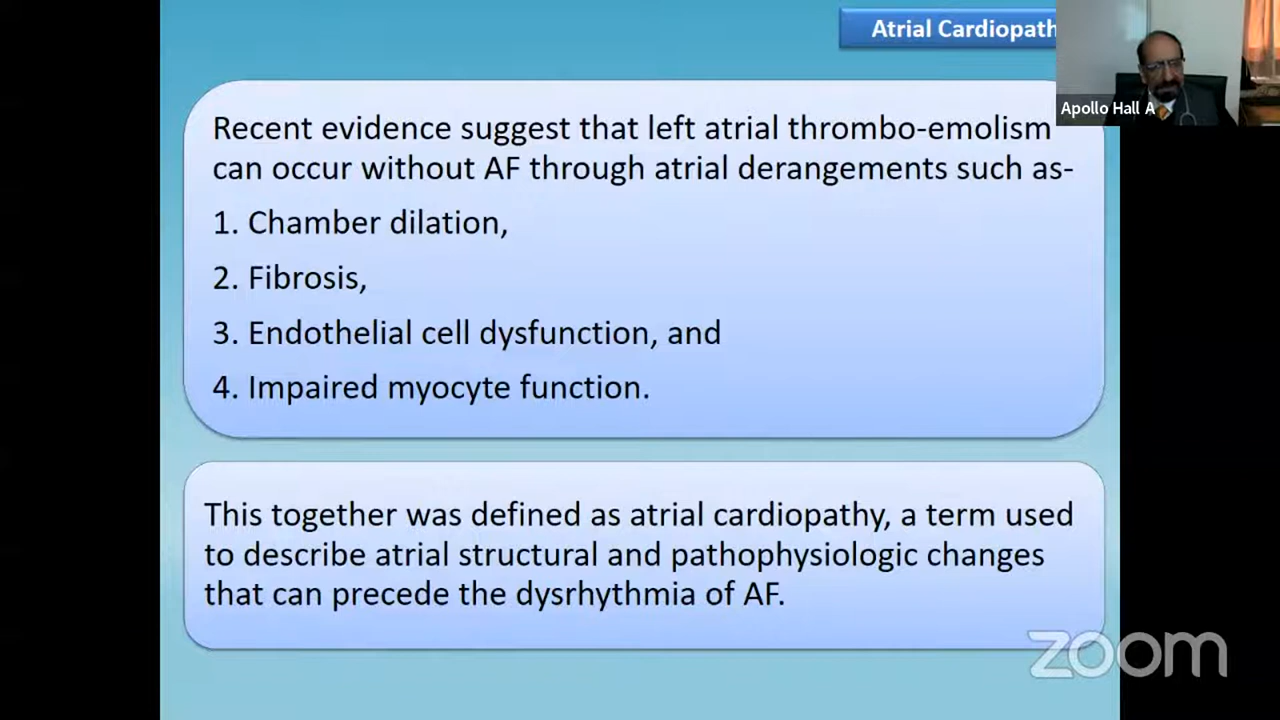 Atrial Cardiopath
Apollo Hall A
Recent evidence suggest that left atrial thrombo-emolism
can occur without AF through atrial derangements such as-
1. Chamber dilation,
2. Fibrosis,
3. Endothelial cell dysfunction, and
4. Impaired myocyte function.
This together was defined as atrial cardiopathy, a term used
to describe atrial structural and pathophysiologic changes
that can precede the dysrhythmia of AF.
zoom